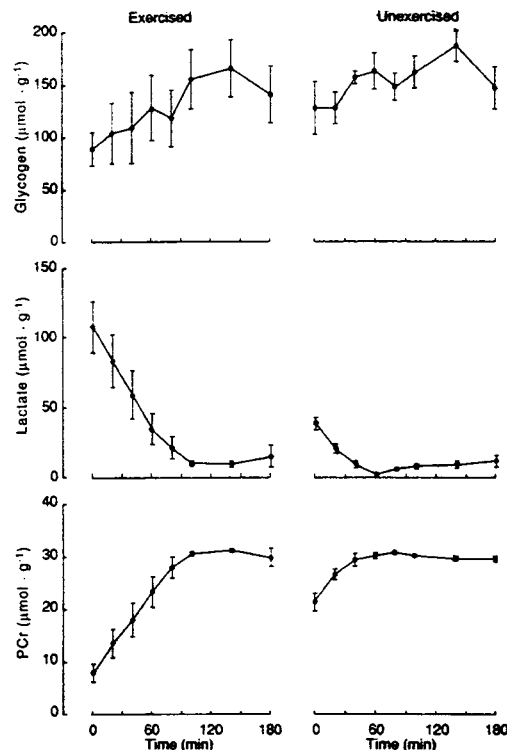 Exercised Unexercised
200
150
100
50
0
Glycogen (μmol · g⁻¹)
150
100
50
0
Lactate (μmol · g⁻¹)
40
30
20
10
0
PCr (μmol · g⁻¹)
0 60 120 180 0 60 120 180
Time (min) Time (min)